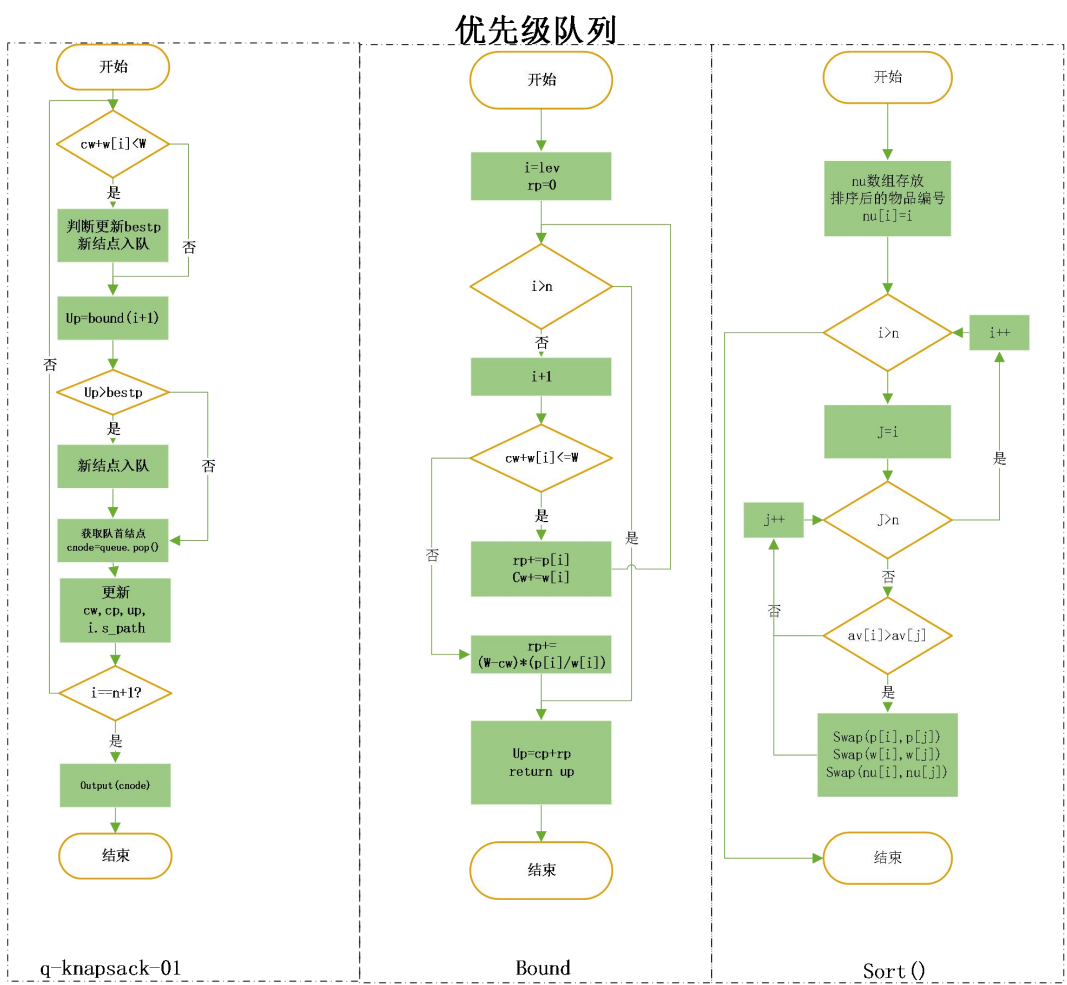 优先级队列
开始
cw+w[i]<W
是
判断更新bestp
新结点入队
否
Up=bound(i+1)
否
Up>bestp
是
新结点入队
否
获取队首结点
cnode=queue.pop()
更新
cw,cp,up,
i.s_path
i==n+1?
是
Output(cnode)
结束
q-knapsack-01
开始
i=lev
rp=0
i>n
否
i+1
cw+w[i]<=W
是
否
是
rp+=p[i]
Cw+=w[i]
rp+=
(W-cw)*(p[i]/w[i])
Up=cp+rp
return up
结束
Bound
开始
nu数组存放
排序后的物品编号
nu[i]=i
i>n
i++
J=i
是
J>n
j++
否
否
av[i]>av[j]
是
Swap(p[i],p[j])
Swap(w[i],w[j])
Swap(nu[i],nu[j])
结束
Sort()